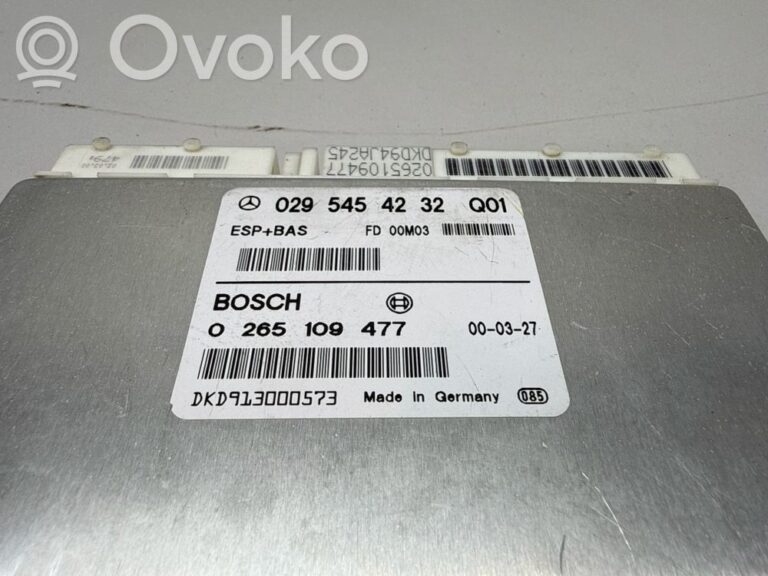 Ovoko
4791
0265109477
DKD94JA245
029 545 42 32 Q01
ESP+BAS FD 00M03
BOSCH
0 265 109 477 00-03-27
DKD913000573 Made in Germany 085